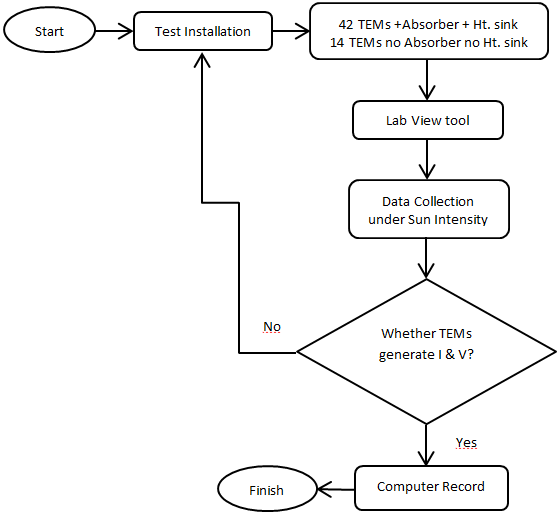 Start
Test Installation
42 TEMs +Absorber + Ht. sink
14 TEMs no Absorber no Ht. sink
Lab View tool
Data Collection
under Sun Intensity
Whether TEMs
generate I & V?
No
Yes
Computer Record
Finish